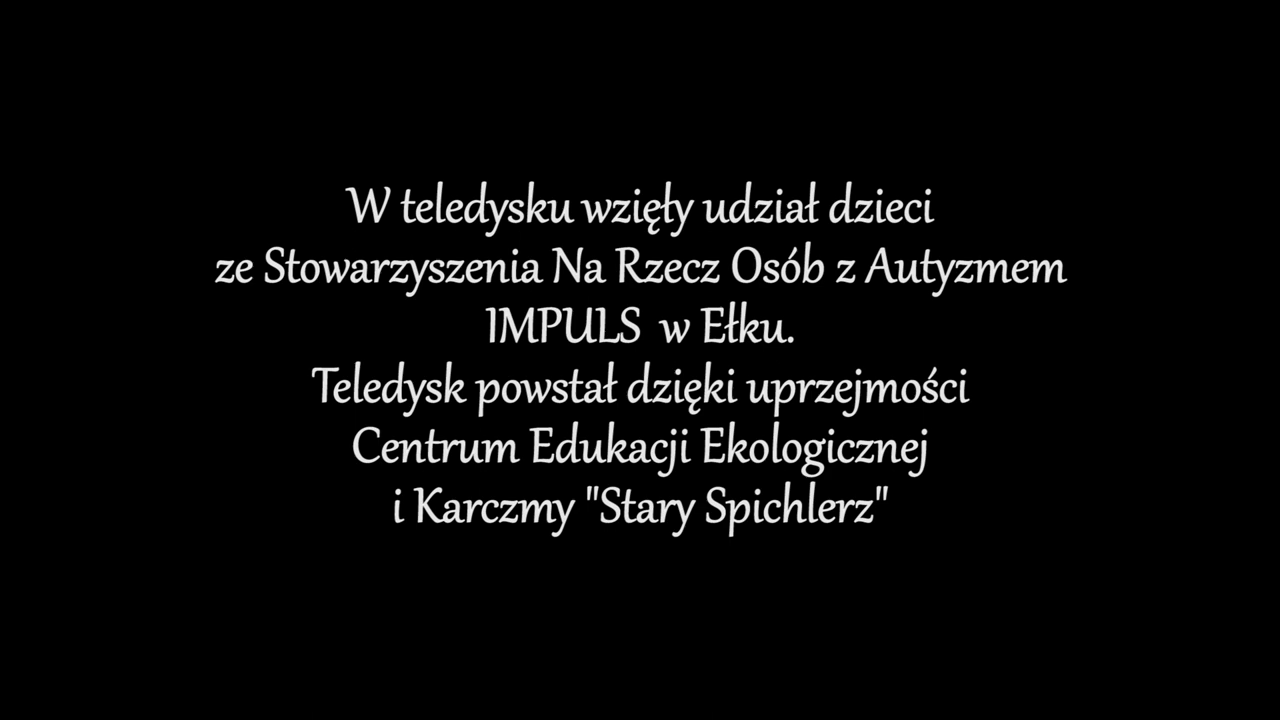 W teledysku wzięły udział dzieci
ze Stowarzyszenia Na Rzecz Osób z Autyzmem
IMPULS w Ełku.
Teledysk powstał dzięki uprzejmości
Centrum Edukacji Ekologicznej
i Karczmy "Stary Spichlerz"